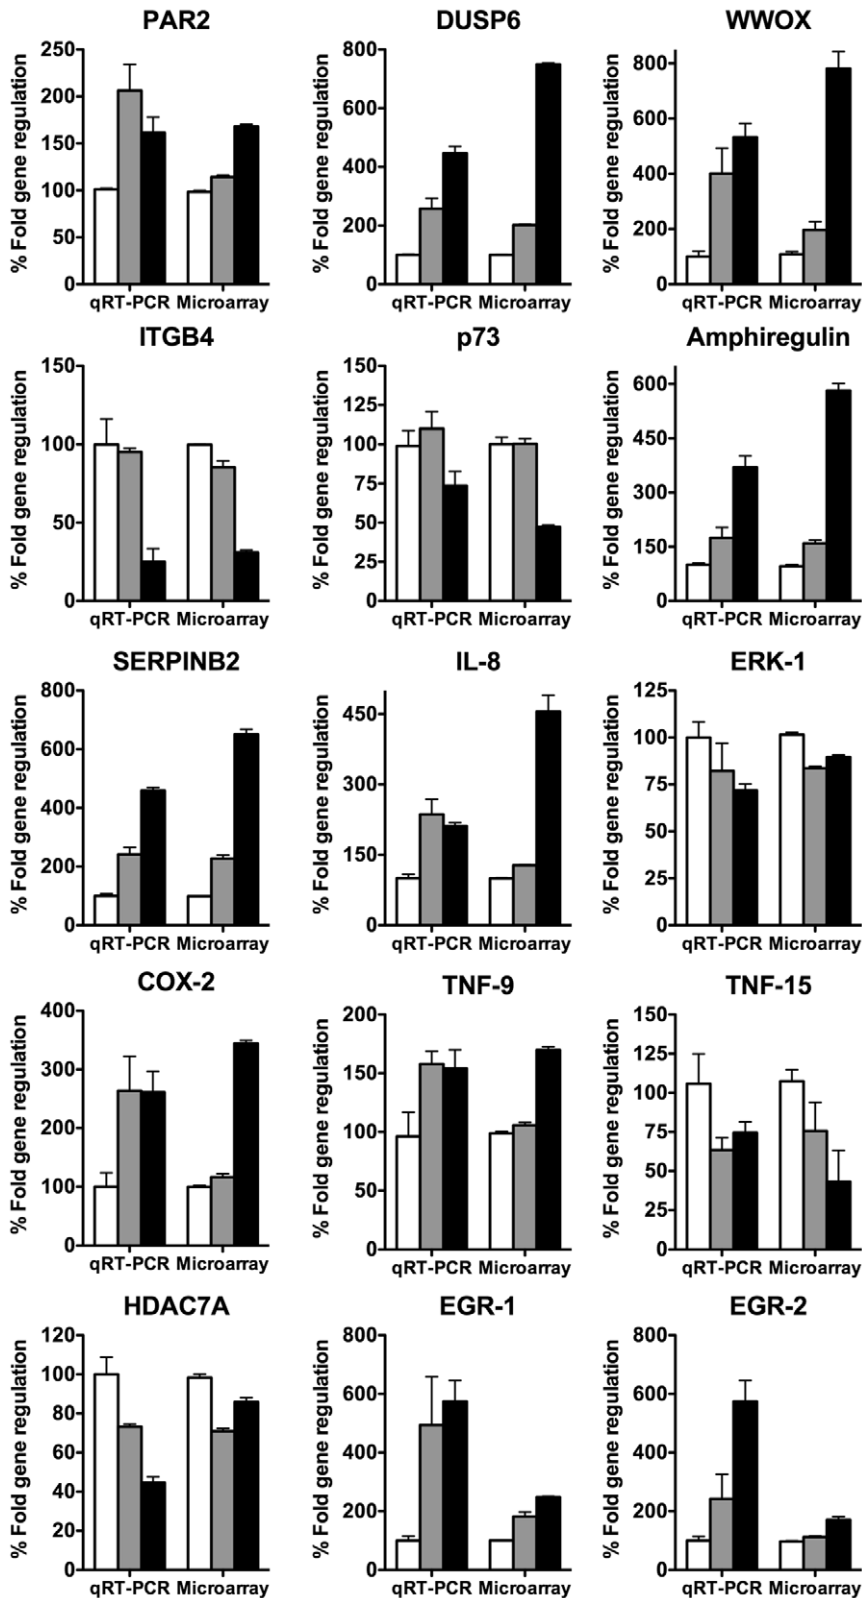 PAR2 DUSP6 WWOX
% Fold gene regulation
250
200
150
100
50
0
qRT-PCR Microarray
% Fold gene regulation
800
600
400
200
0
qRT-PCR Microarray
% Fold gene regulation
800
600
400
200
0
qRT-PCR Microarray
ITGB4 p73 Amphiregulin
% Fold gene regulation
150
100
50
0
qRT-PCR Microarray
% Fold gene regulation
150
125
100
75
50
25
0
qRT-PCR Microarray
% Fold gene regulation
600
450
300
150
0
qRT-PCR Microarray
SERPINB2 IL-8 ERK-1
% Fold gene regulation
800
600
400
200
0
qRT-PCR Microarray
% Fold gene regulation
450
300
150
0
qRT-PCR Microarray
% Fold gene regulation
125
100
75
50
25
0
qRT-PCR Microarray
COX-2 TNF-9 TNF-15
% Fold gene regulation
400
300
200
100
0
qRT-PCR Microarray
% Fold gene regulation
200
150
100
50
0
qRT-PCR Microarray
% Fold gene regulation
150
125
100
75
50
25
0
qRT-PCR Microarray
HDAC7A EGR-1 EGR-2
% Fold gene regulation
120
100
80
60
40
20
0
qRT-PCR Microarray
% Fold gene regulation
800
600
400
200
0
qRT-PCR Microarray
% Fold gene regulation
800
600
400
200
0
qRT-PCR Microarray